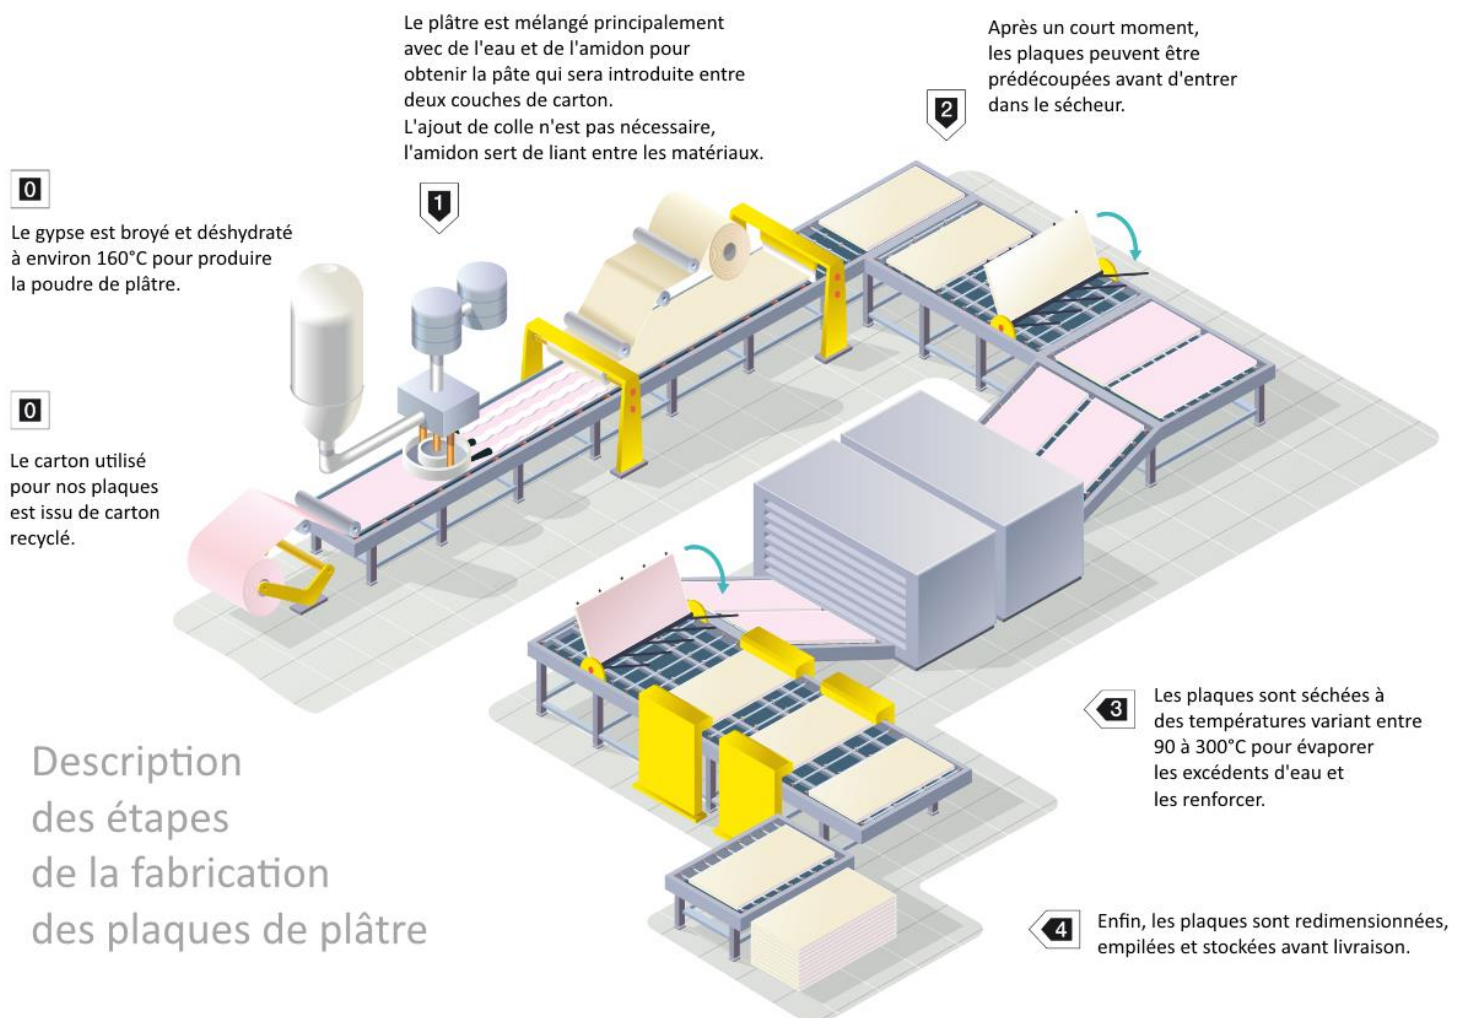 Le plâtre est mélangé principalement
avec de l'eau et de l'amidon pour
obtenir la pâte qui sera introduite entre
deux couches de carton.
L'ajout de colle n'est pas nécessaire,
l'amidon sert de liant entre les matériaux.
1
Après un court moment,
les plaques peuvent être
prédécoupées avant d'entrer
dans le sécheur.
2
0
Le gypse est broyé et déshydraté
à environ 160°C pour produire
la poudre de plâtre.
0
Le carton utilisé
pour nos plaques
est issu de carton
recyclé.
3
Les plaques sont séchées à
des températures variant entre
90 à 300°C pour évaporer
les excédents d'eau et
les renforcer.
Description
des étapes
de la fabrication
des plaques de plâtre
4
Enfin, les plaques sont redimensionnées,
empilées et stockées avant livraison.